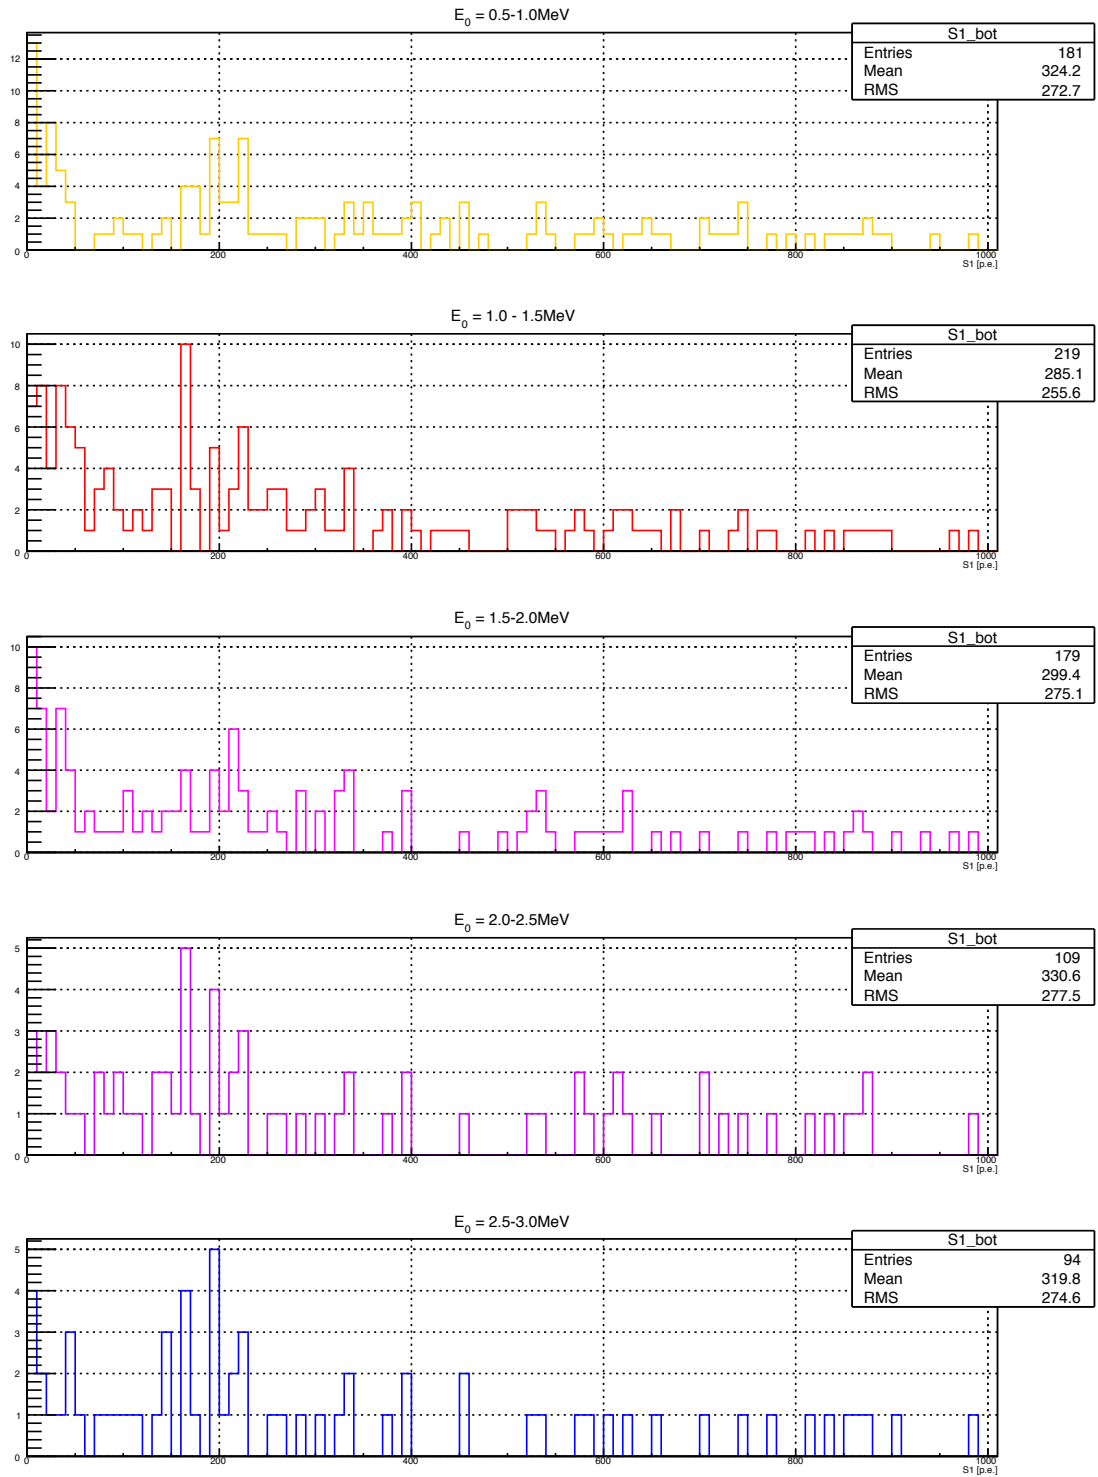 E0 = 0.5-1.0MeV
S1_bot
Entries 181
Mean 324.2
RMS 272.7
12
10
8
6
4
2
0
0 200 400 600 800 1000
S1 [p.e.]
E0 = 1.0 - 1.5MeV
S1_bot
Entries 219
Mean 285.1
RMS 255.6
10
8
6
4
2
0
0 200 400 600 800 1000
S1 [p.e.]
E0 = 1.5-2.0MeV
S1_bot
Entries 179
Mean 299.4
RMS 275.1
10
8
6
4
2
0
0 200 400 600 800 1000
S1 [p.e.]
E0 = 2.0-2.5MeV
S1_bot
Entries 109
Mean 330.6
RMS 277.5
5
4
3
2
1
0
0 200 400 600 800 1000
S1 [p.e.]
E0 = 2.5-3.0MeV
S1_bot
Entries 94
Mean 319.8
RMS 274.6
5
4
3
2
1
0
0 200 400 600 800 1000
S1 [p.e.]